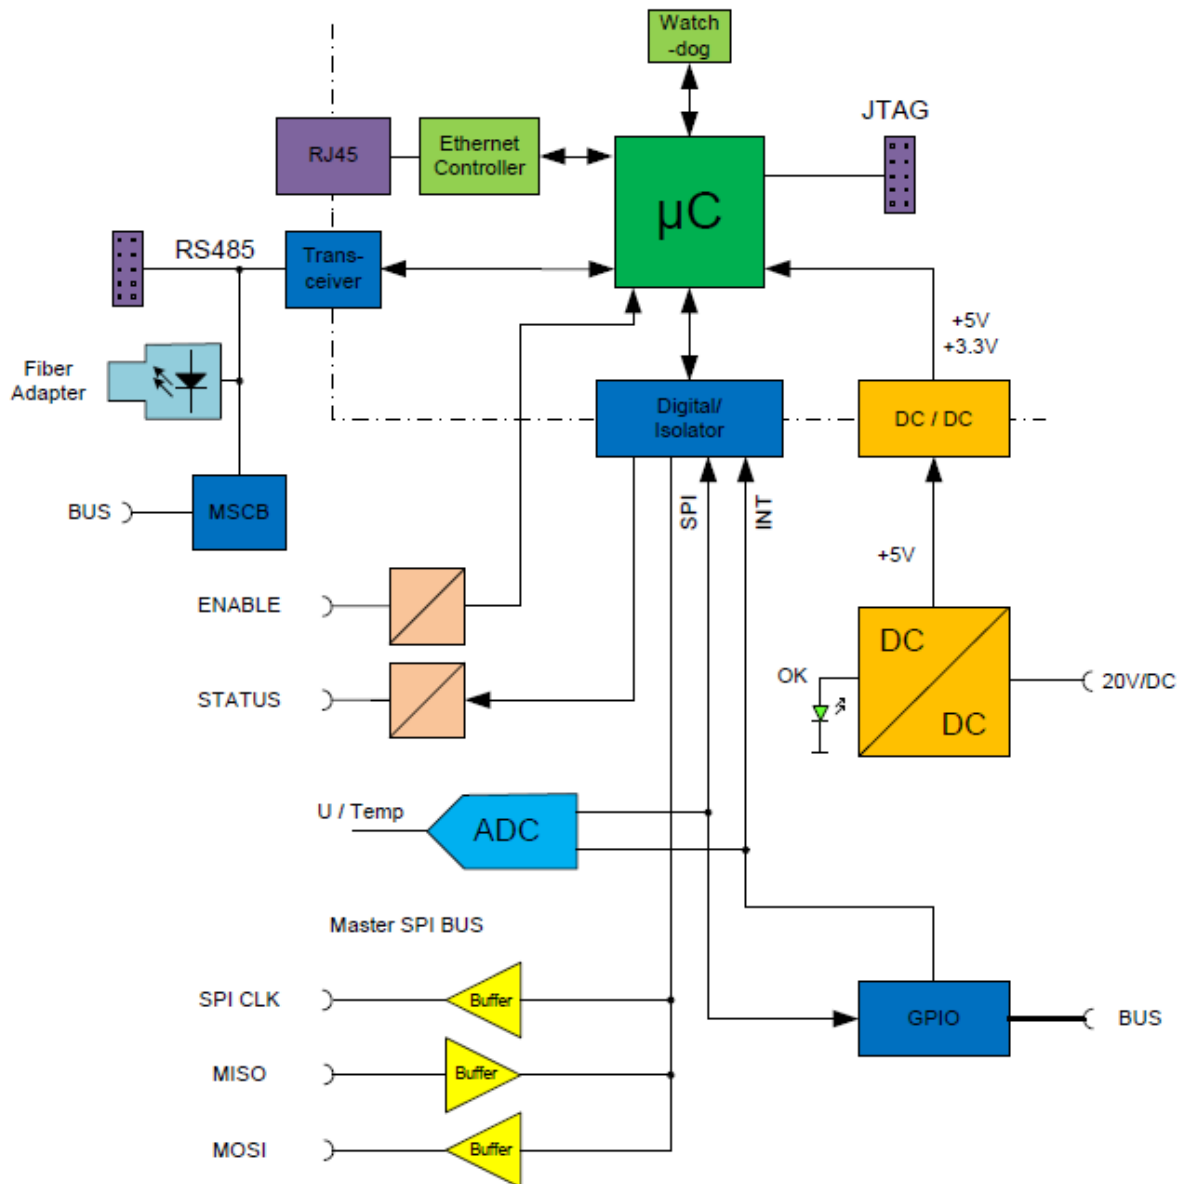 Watch
-dog
JTAG
RJ45
Ethernet
Controller
µC
RS485
Trans-
ceiver
+5V
+3.3V
Fiber
Adapter
Digital/
Isolator
DC / DC
BUS
MSCB
SPI
INT
+5V
ENABLE
DC
DC
OK
20V/DC
STATUS
U / Temp
ADC
Master SPI BUS
SPI CLK
Buffer
GPIO
BUS
MISO
Buffer
MOSI
Buffer